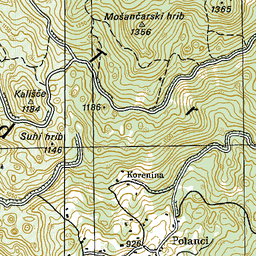 Mošančarski hrib
1356
1365
Kališče
1184
1186
T
r
d
Suhi hrib
1146
Korenina
926
Polanci